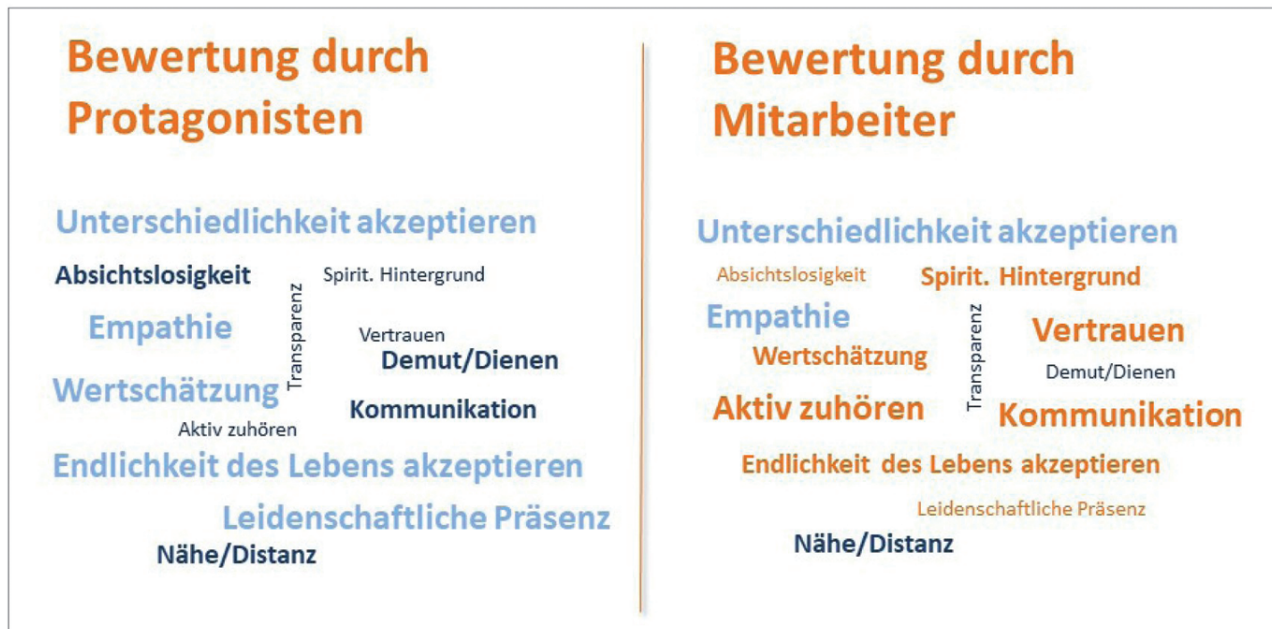 Bewertung durch
Protagonisten
Unterschiedlichkeit akzeptieren
Absichtslosigkeit
Spirit. Hintergrund
Empathie
Transparenz
Vertrauen
Demut/Dienen
Wertschätzung
Kommunikation
Aktiv zuhören
Endlichkeit des Lebens akzeptieren
Leidenschaftliche Präsenz
Nähe/Distanz
Bewertung durch
Mitarbeiter
Unterschiedlichkeit akzeptieren
Absichtslosigkeit
Spirit. Hintergrund
Empathie
Transparenz
Vertrauen
Wertschätzung
Demut/Dienen
Aktiv zuhören
Kommunikation
Endlichkeit des Lebens akzeptieren
Leidenschaftliche Präsenz
Nähe/Distanz